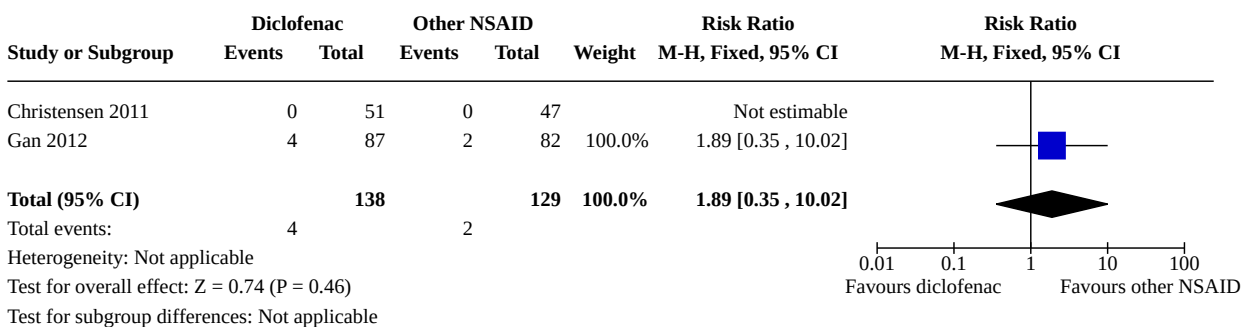 Diclofenac Other NSAID Risk Ratio Risk Ratio
Study or Subgroup Events Total Events Total Weight M-H, Fixed, 95% CI M-H, Fixed, 95% CI
Christensen 2011 0 51 0 47 Not estimable
Gan 2012 4 87 2 82 100.0% 1.89 [0.35 , 10.02]
Total (95% CI) 138 129 100.0% 1.89 [0.35 , 10.02]
Total events: 4 2
Heterogeneity: Not applicable
0.01 0.1 1 10 100
Test for overall effect: Z = 0.74 (P = 0.46)
Favours diclofenac Favours other NSAID
Test for subgroup differences: Not applicable